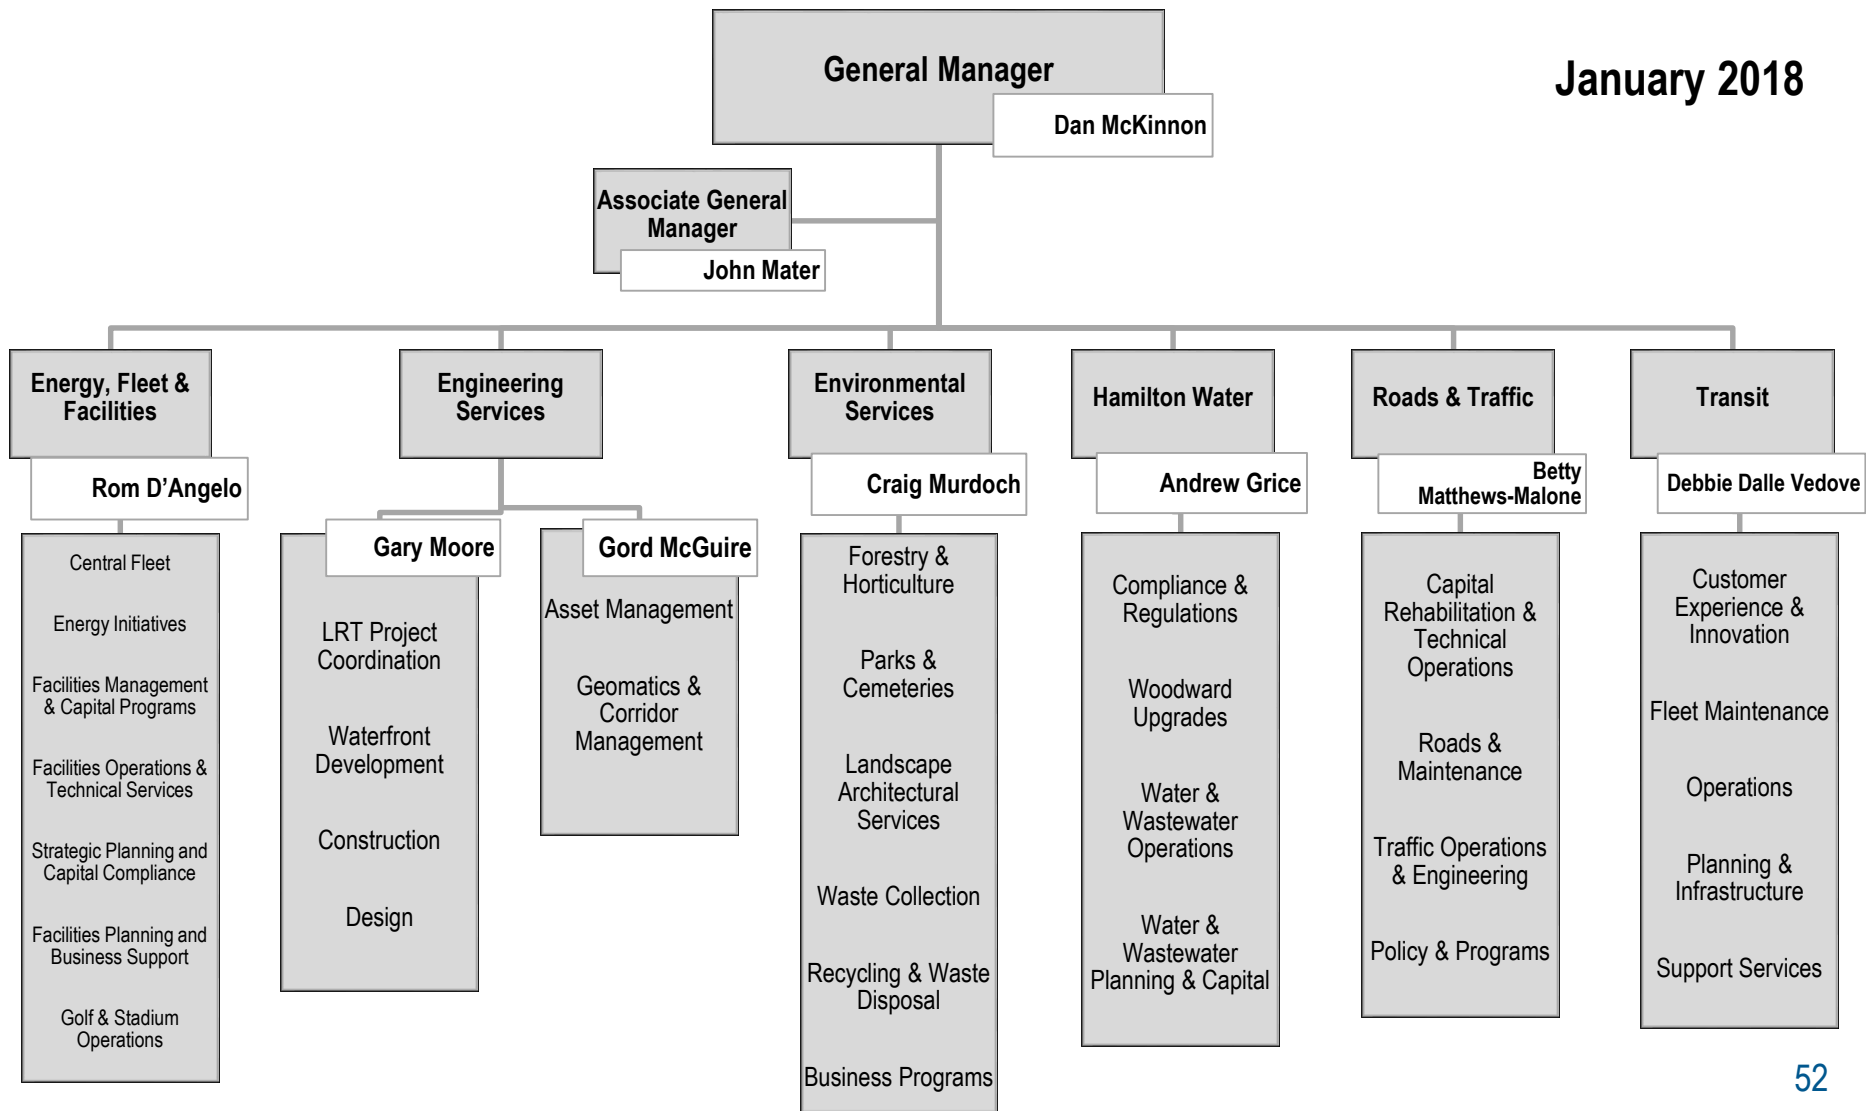 General Manager
January 2018
Dan McKinnon
Associate General
Manager
John Mater
Energy, Fleet &
Facilities
Rom D’Angelo
Central Fleet
Energy Initiatives
Facilities Management
& Capital Programs
Facilities Operations &
Technical Services
Strategic Planning and
Capital Compliance
Facilities Planning and
Business Support
Golf & Stadium
Operations
Engineering
Services
Gary Moore
LRT Project
Coordination
Waterfront
Development
Construction
Design
Gord McGuire
Asset Management
Geomatics &
Corridor
Management
Environmental
Services
Craig Murdoch
Forestry &
Horticulture
Parks &
Cemeteries
Landscape
Architectural
Services
Waste Collection
Recycling & Waste
Disposal
Business Programs
Hamilton Water
Andrew Grice
Compliance &
Regulations
Woodward
Upgrades
Water &
Wastewater
Operations
Water &
Wastewater
Planning & Capital
Roads & Traffic
Betty
Matthews-Malone
Capital
Rehabilitation &
Technical
Operations
Roads &
Maintenance
Traffic Operations
& Engineering
Policy & Programs
Transit
Debbie Dalle Vedove
Customer
Experience &
Innovation
Fleet Maintenance
Operations
Planning &
Infrastructure
Support Services
52